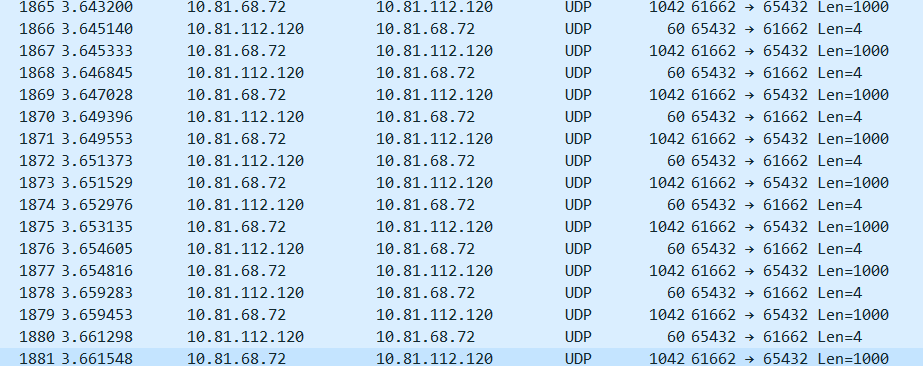 1865 3.643200 10.81.68.72 10.81.112.120 UDP 1042 61662 → 65432 Len=1000
1866 3.645140 10.81.112.120 10.81.68.72 UDP 60 65432 → 61662 Len=4
1867 3.645333 10.81.68.72 10.81.112.120 UDP 1042 61662 → 65432 Len=1000
1868 3.646845 10.81.112.120 10.81.68.72 UDP 60 65432 → 61662 Len=4
1869 3.647028 10.81.68.72 10.81.112.120 UDP 1042 61662 → 65432 Len=1000
1870 3.649396 10.81.112.120 10.81.68.72 UDP 60 65432 → 61662 Len=4
1871 3.649553 10.81.68.72 10.81.112.120 UDP 1042 61662 → 65432 Len=1000
1872 3.651373 10.81.112.120 10.81.68.72 UDP 60 65432 → 61662 Len=4
1873 3.651529 10.81.68.72 10.81.112.120 UDP 1042 61662 → 65432 Len=1000
1874 3.652976 10.81.112.120 10.81.68.72 UDP 60 65432 → 61662 Len=4
1875 3.653135 10.81.68.72 10.81.112.120 UDP 1042 61662 → 65432 Len=1000
1876 3.654605 10.81.112.120 10.81.68.72 UDP 60 65432 → 61662 Len=4
1877 3.654816 10.81.68.72 10.81.112.120 UDP 1042 61662 → 65432 Len=1000
1878 3.659283 10.81.112.120 10.81.68.72 UDP 60 65432 → 61662 Len=4
1879 3.659453 10.81.68.72 10.81.112.120 UDP 1042 61662 → 65432 Len=1000
1880 3.661298 10.81.112.120 10.81.68.72 UDP 60 65432 → 61662 Len=4
1881 3.661548 10.81.68.72 10.81.112.120 UDP 1042 61662 → 65432 Len=1000